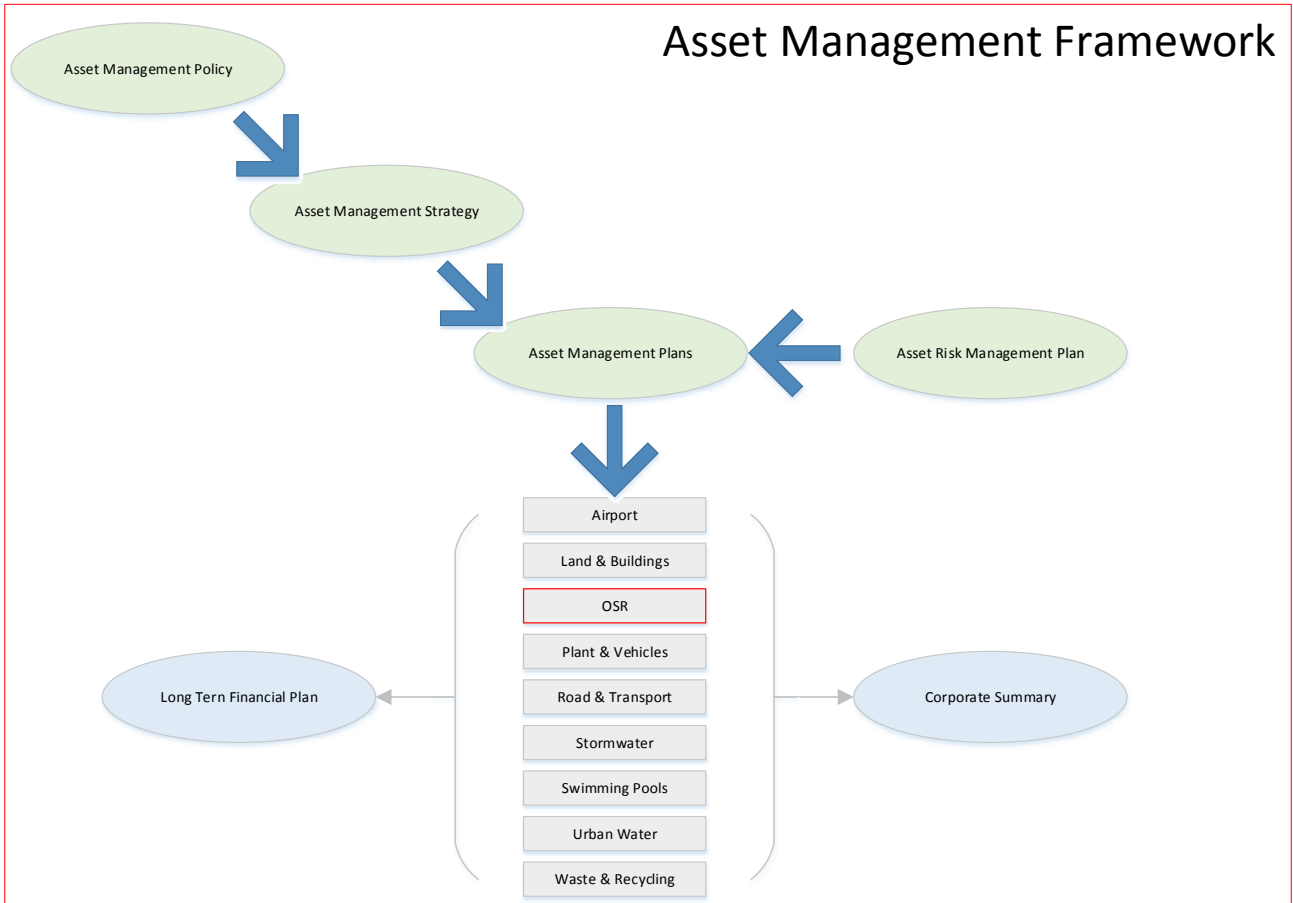 Asset Management Framework
Asset Management Policy
Asset Management Strategy
Asset Management Plans
Asset Risk Management Plan
Airport
Land & Buildings
OSR
Plant & Vehicles
Long Tern Financial Plan
Road & Transport
Corporate Summary
Stormwater
Swimming Pools
Urban Water
Waste & Recycling